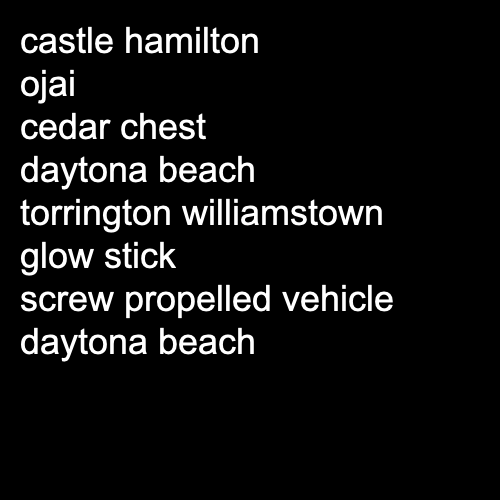 castle hamilton
ojai
cedar chest
daytona beach
torrington williamstown
glow stick
screw propelled vehicle
daytona beach